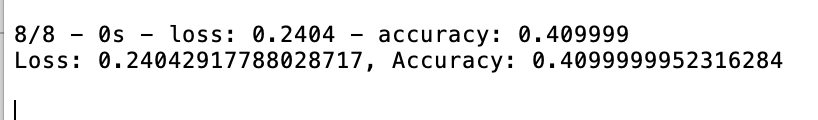 8/8 – 0s – loss: 0.2404 – accuracy: 0.409999
Loss: 0.24042917788028717, Accuracy: 0.4099999952316284